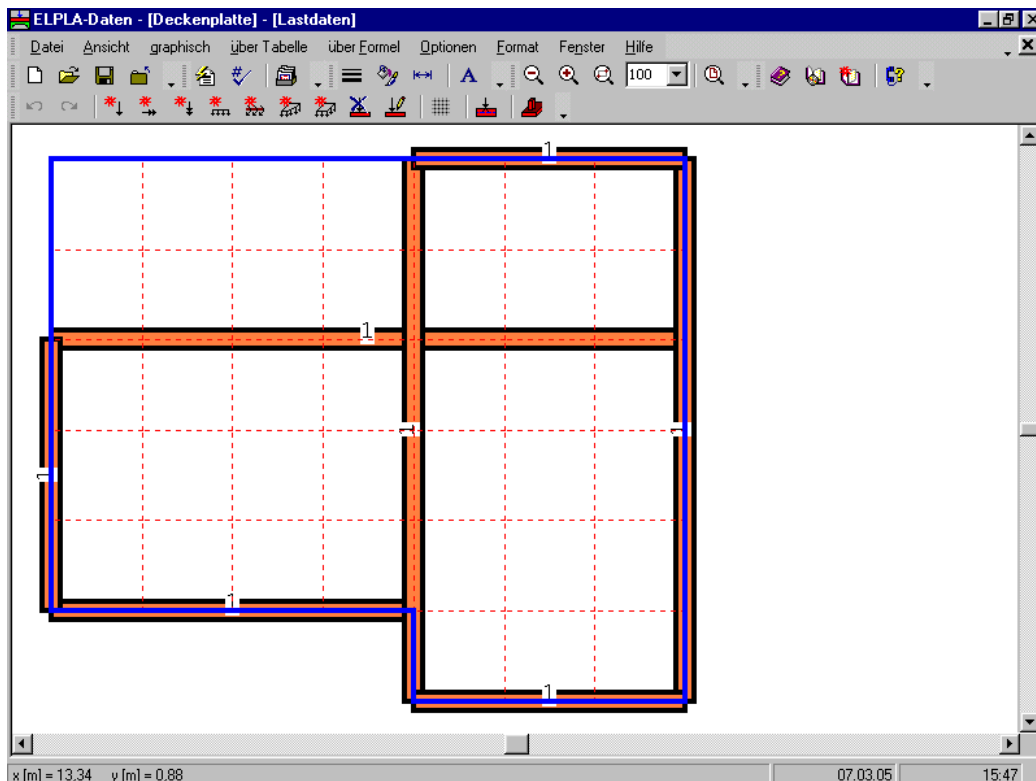 ELPLA-Daten - [Deckenplatte] - [Lastdaten]
Datei Ansicht graphisch über Tabelle über Formel Optionen Format Fenster Hilfe
A 100
1
1
1
1
1
1
1
x [m] = 13.34 y [m] = 0.88 07.03.05 15:47